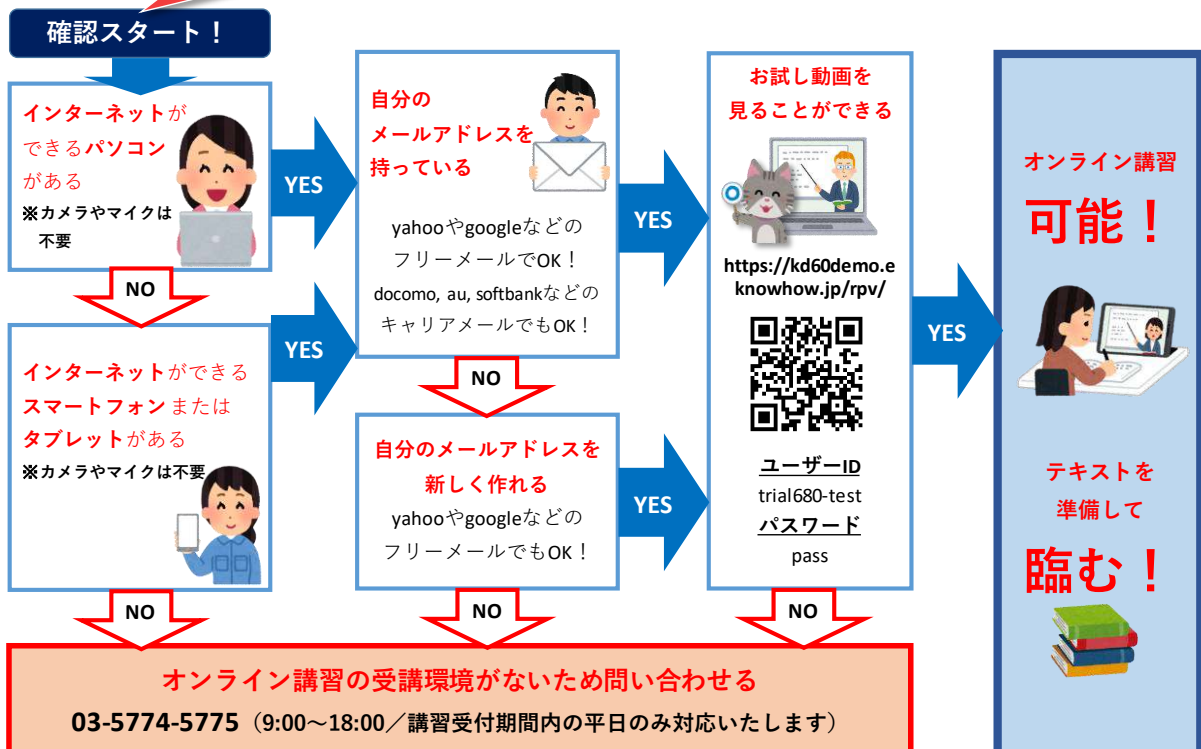 確認スタート！
インターネットが
できるパソコン
がある
※カメラやマイクは
不要
YES
NO
インターネットができる
スマートフォンまたは
タブレットがある
※カメラやマイクは不要
YES
NO
自分の
メールアドレスを
持っている
yahooやgoogleなどの
フリーメールでOK！
docomo, au, softbankなどの
キャリアメールでもOK！
YES
NO
自分のメールアドレスを
新しく作れる
yahooやgoogleなどの
フリーメールでもOK！
YES
NO
お試し動画を
見ることができる
https://kd60demo.e
knowhow.jp/rpv/
ユーザーID
trial680-test
パスワード
pass
YES
NO
オンライン講習
可能！
テキストを
準備して
臨む！
オンライン講習の受講環境がないため問い合わせる
03-5774-5775（9:00～18:00／講習受付期間内の平日のみ対応いたします）